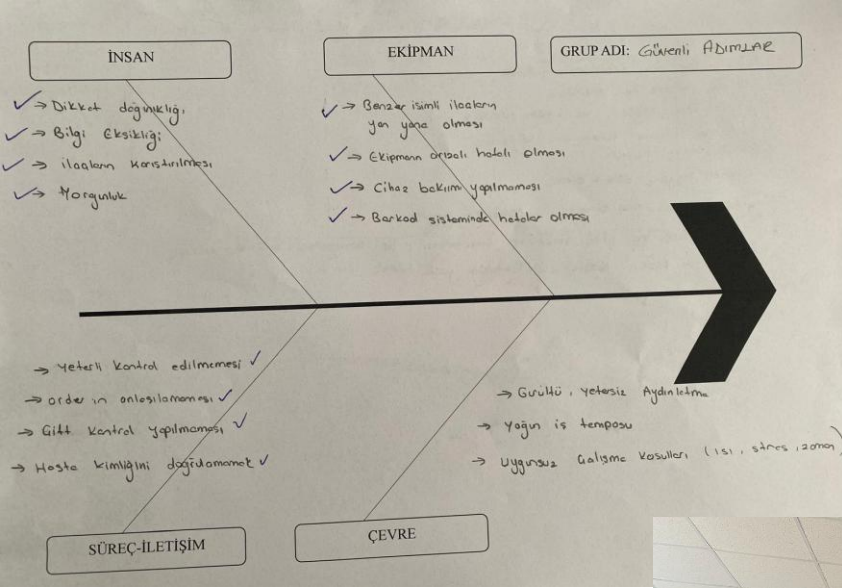 İNSAN
EKİPMAN
GRUP ADI: Güvenli ADIMLAR
→ Dikkat dağınıklığı
→ Bilgi Eksikliği
→ ilaçların karıştırılması
→ Yorgunluk
→ Benzer isimli ilaçların
yan yana olması
→ Ekipmanın arızalı hatalı olması
→ Cihaz bakımı yapılmaması
→ Barkod sisteminde hatalar olması
→ Yeterli kontrol edilmemesi
→ order ın anlaşılamaması
→ Çift kontrol yapılmaması
→ Hasta kimliğini doğrulamamak
→ Gürültü, yetersiz Aydınlatma
→ Yoğun iş temposu
→ Uygunsuz Çalışma Koşulları (ısı, stres, zaman)
SÜREÇ-İLETİŞİM
ÇEVRE